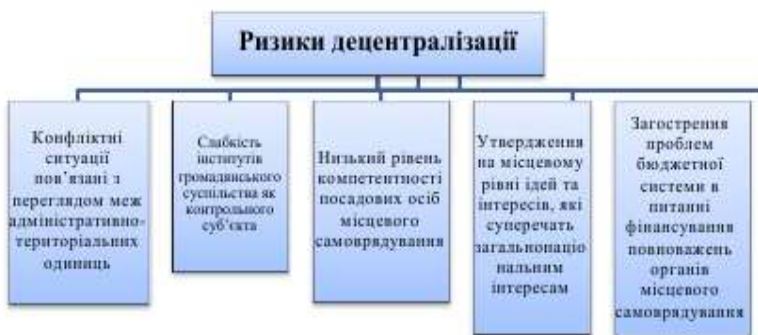 Ризики децентралізації
Конфліктні
ситуації
пов’язані з
переглядом меж
адміністративно-
територіальних
одиниць
Слабкість
інститутів
громадянського
суспільства як
контрольного
суб’єкта
Низький рівень
компетентності
посадових осіб
місцевого
самоврядування
Утвердження
на місцевому
рівні ідей та
інтересів, які
суперечать
загальнонаціо
нальним
інтересам
Загострення
проблем
бюджетної
системи в
питанні
фінансування
повноважень
органів
місцевого
самоврядування